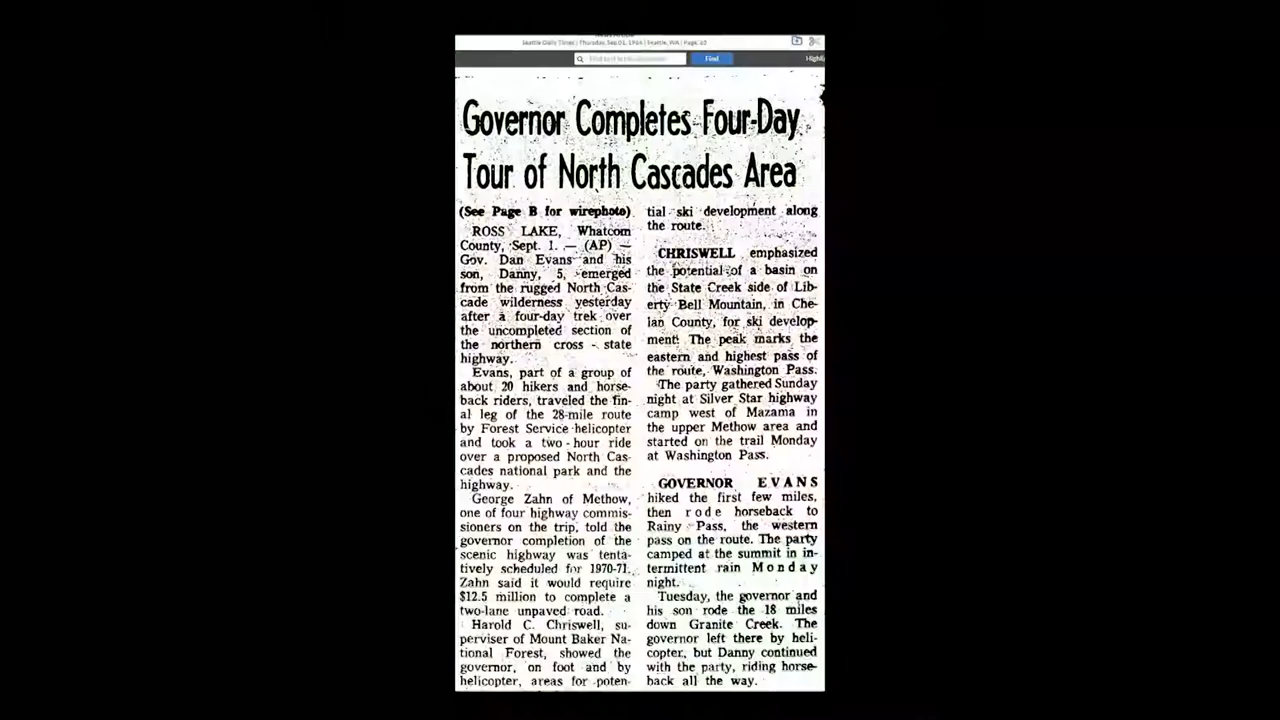 Seattle Daily Times | Thursday, Sep 01, 1966 | Seattle, WA | Page: 63
Find
Governor Completes Four-Day
Tour of North Cascades Area
(See Page B for wirephoto)
ROSS LAKE, Whatcom
County, Sept. 1. — (AP) —
Gov. Dan Evans and his
son, Danny, 5, emerged
from the rugged North Cas-
cade wilderness yesterday
after a four-day trek over
the uncompleted section of
the northern cross - state
highway.
Evans, part of a group of
about 20 hikers and horse-
back riders, traveled the fin-
al leg of the 28-mile route
by Forest Service helicopter
and took a two-hour ride
over a proposed North Cas-
cades national park and the
highway.
George Zahn of Methow,
one of four highway commis-
sioners on the trip, told the
governor completion of the
scenic highway was tenta-
tively scheduled for 1970-71.
Zahn said it would require
$12.5 million to complete a
two-lane unpaved road.
Harold C. Chriswell, su-
perviser of Mount Baker Na-
tional Forest, showed the
governor, on foot and by
helicopter, areas for poten-
tial ski development along
the route.
CHRISWELL emphasized
the potential of a basin on
the State Creek side of Lib-
erty Bell Mountain, in Che-
lan County, for ski develop-
ment. The peak marks the
eastern and highest pass of
the route, Washington Pass.
The party gathered Sunday
night at Silver Star highway
camp west of Mazama in
the upper Methow area and
started on the trail Monday
at Washington Pass.
GOVERNOR EVANS
hiked the first few miles,
then rode horseback to
Rainy Pass, the western
pass on the route. The party
camped at the summit in in-
termittent rain Monday
night.
Tuesday, the governor and
his son rode the 18 miles
down Granite Creek. The
governor left there by heli-
copter, but Danny continued
with the party, riding horse-
back all the way.